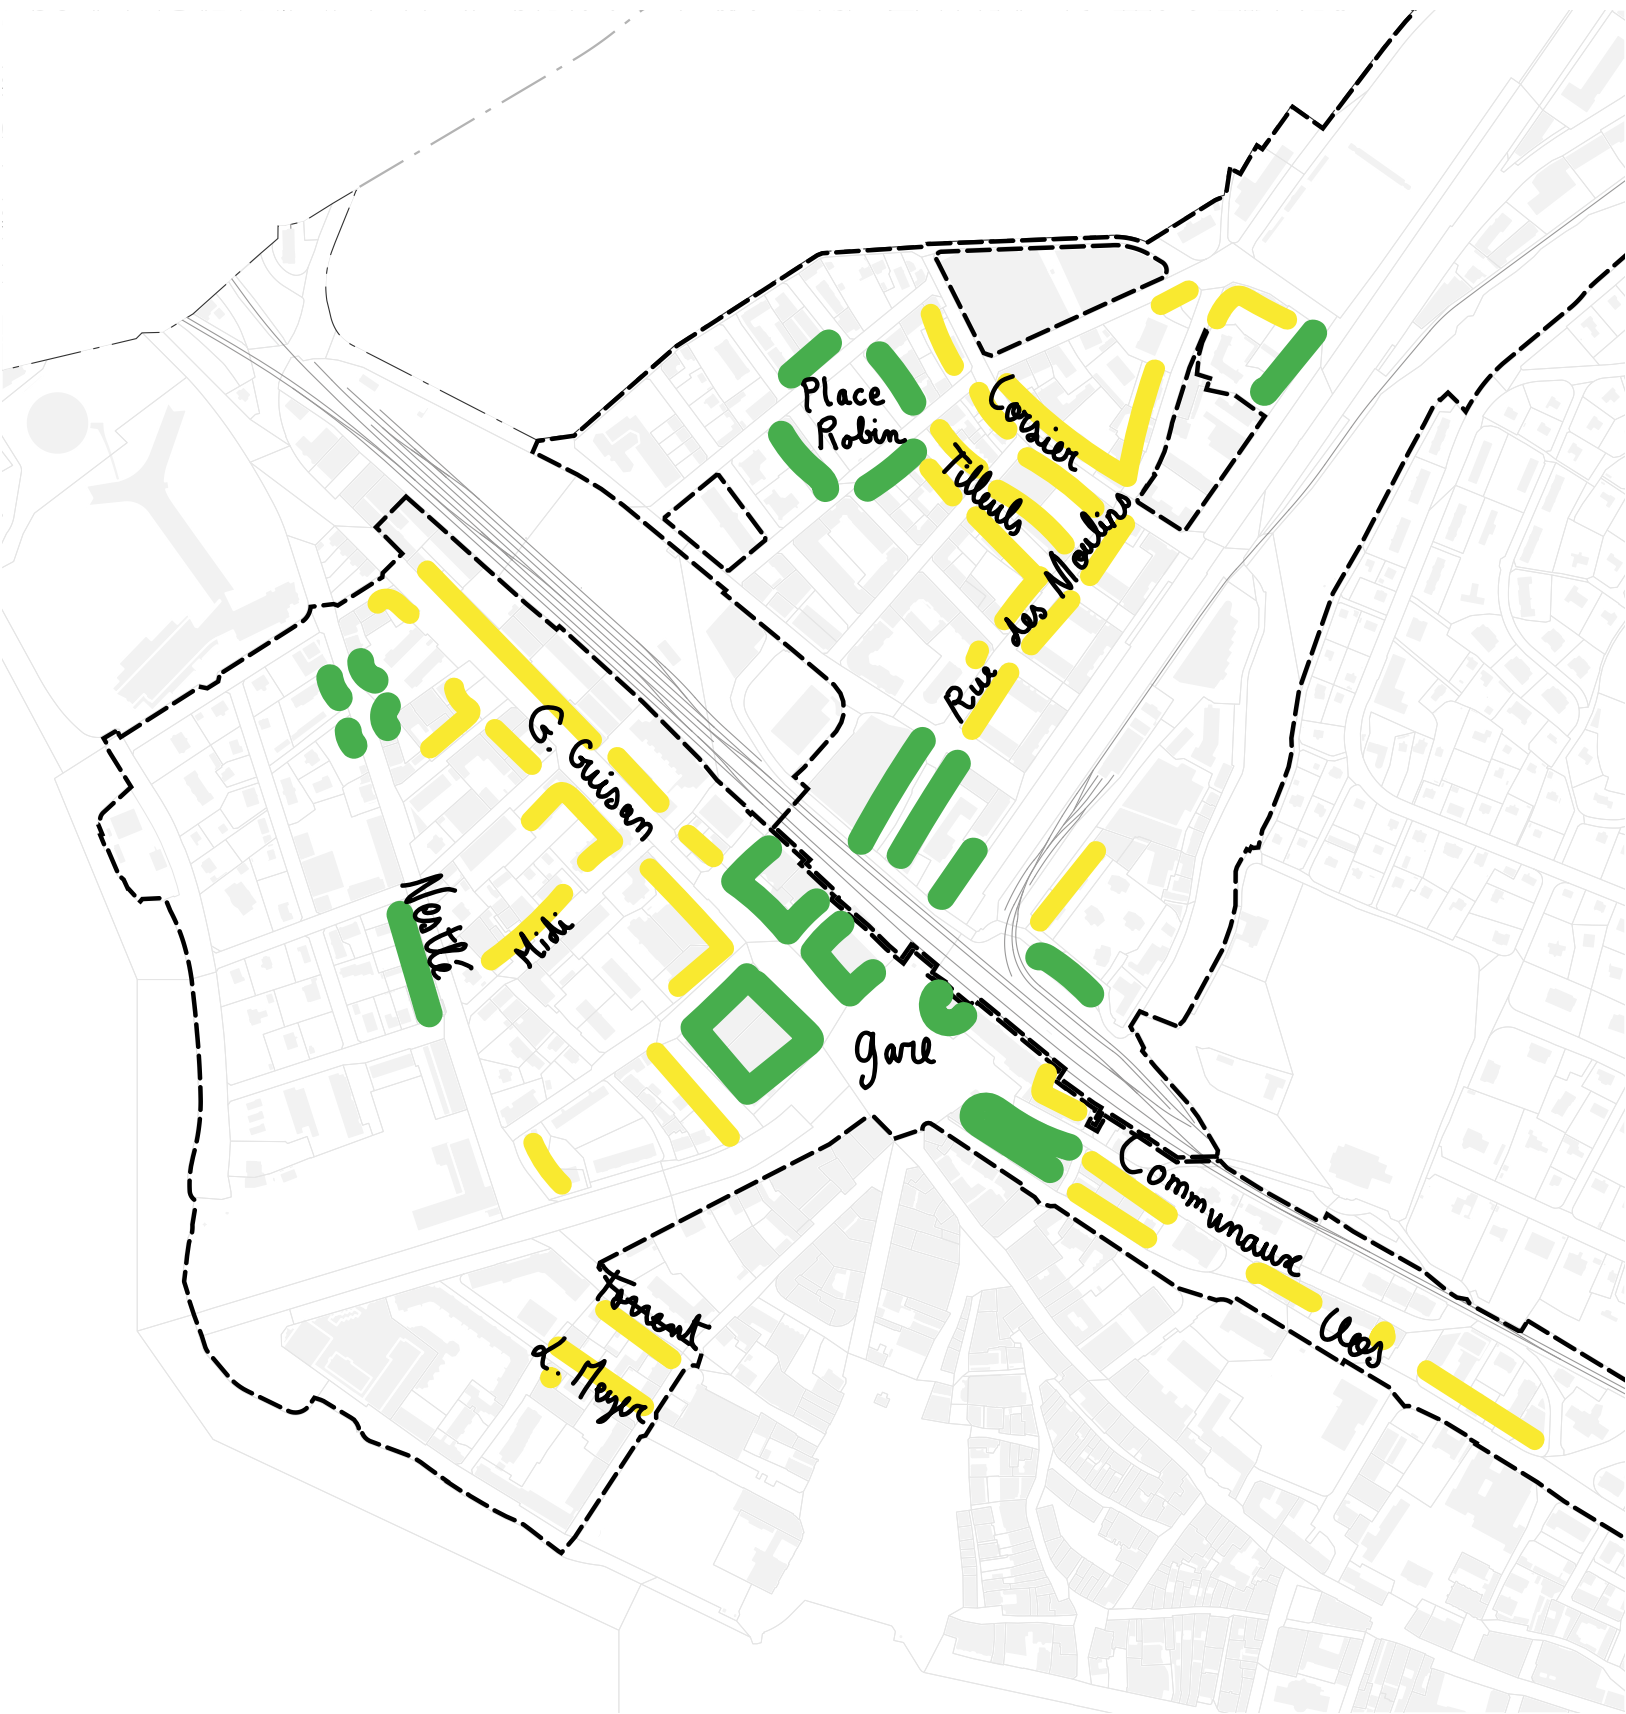 Place
Robin
Corsier
Tilleuls
Rue des Moulins
G. Guisan
Nestlé
Midi
Gare
Communaux
Torrent
L. Meyer